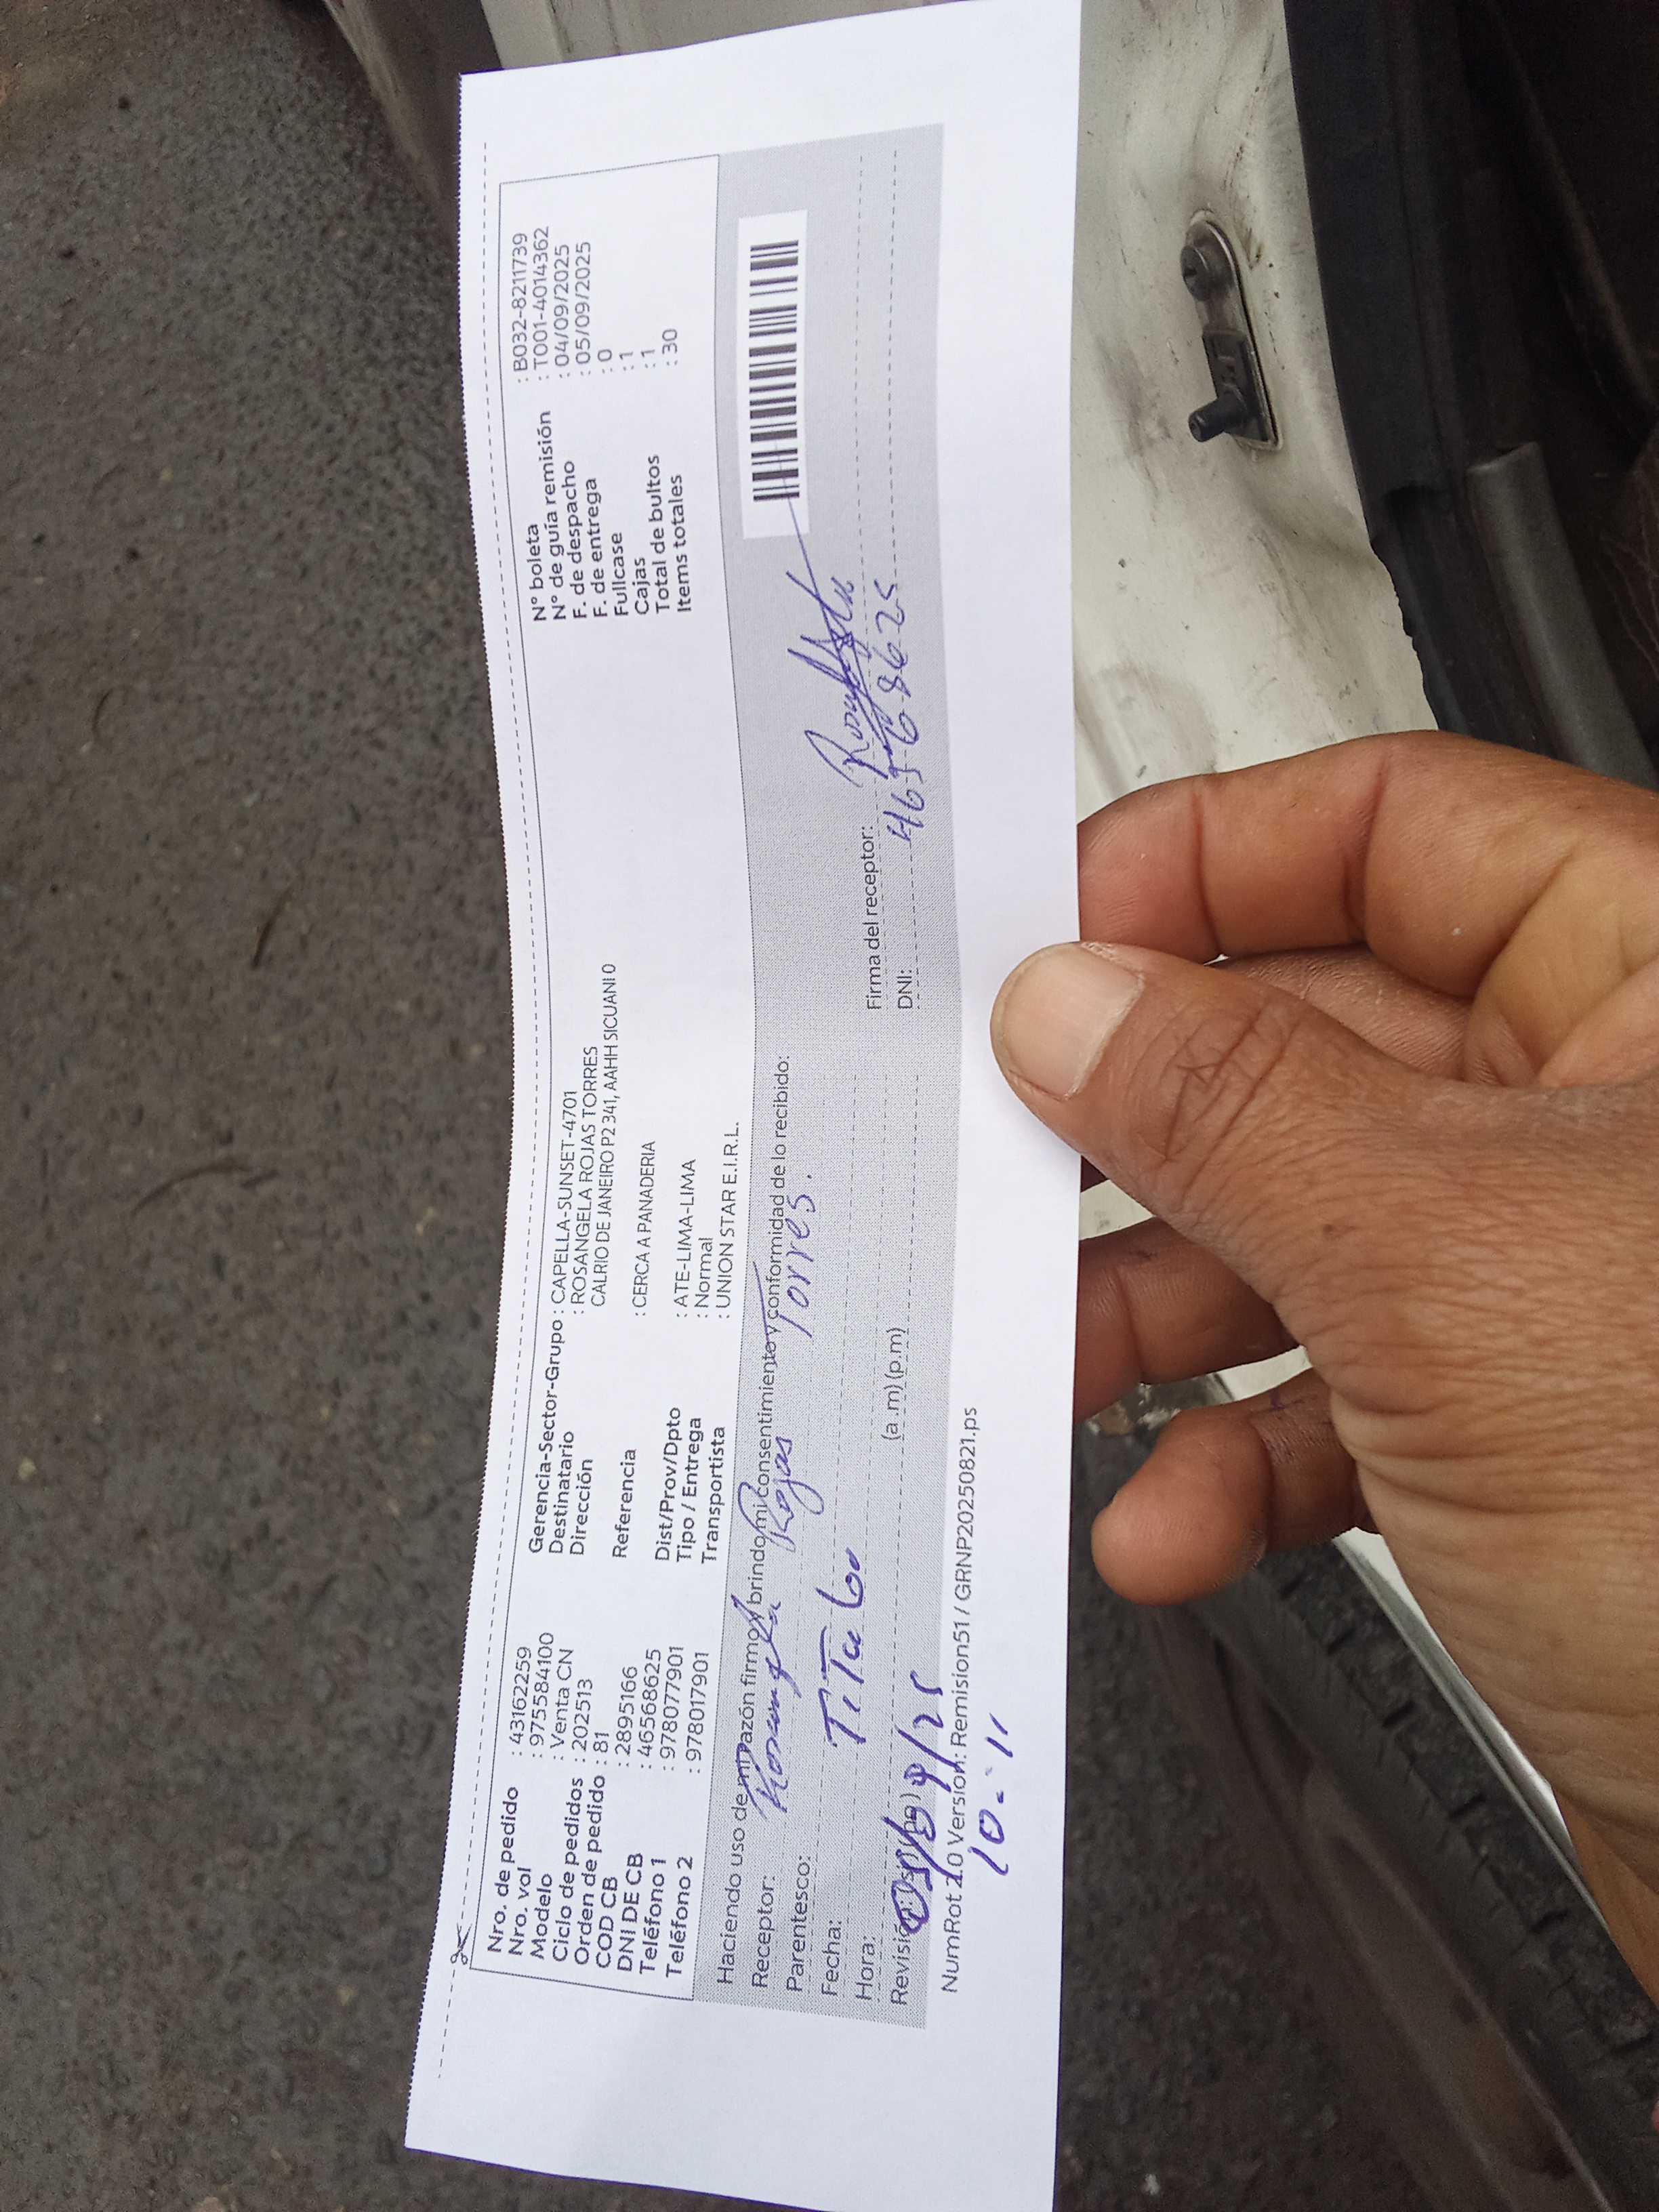 Nro. de pedido : 43162259
Nro. vol : 975584100
Modelo : Venta CN
Ciclo de pedidos : 202513
Orden de pedido : 81
COD CB : 2895166
DNI DE CB : 46568625
Teléfono 1 : 978077901
Teléfono 2 : 978017901
Gerencia-Sector-Grupo : CAPELLA-SUNSET-4701
Destinatario : ROSANGELA ROJAS TORRES
Dirección CALRIO DE JANEIRO P2 341, AAHH SICUANI 0
Referencia : CERCA A PANADERIA
Dist/Prov/Dpto : ATE-LIMA-LIMA
Tipo / Entrega : Normal
Transportista : UNION STAR E.I.R.L.
N° boleta : B032-8211739
N° de guía remisión : T001-4014362
F. de despacho : 04/09/2025
F. de entrega : 05/09/2025
Fullcase : 0
Cajas : 1
Total de bultos : 1
Items totales : 30
Haciendo uso de mi razón firmo y brindo mi consentimiento y conformidad de lo recibido:
Receptor: Rosangela Rojas Torres.
Parentesco: TiTular
Fecha:
Hora: (a.m) (p.m)
05/09/25
Firma del receptor:
DNI: 46568625
NumRot 2.0 Version: Remision51 / GRNP20250821.ps
10:11